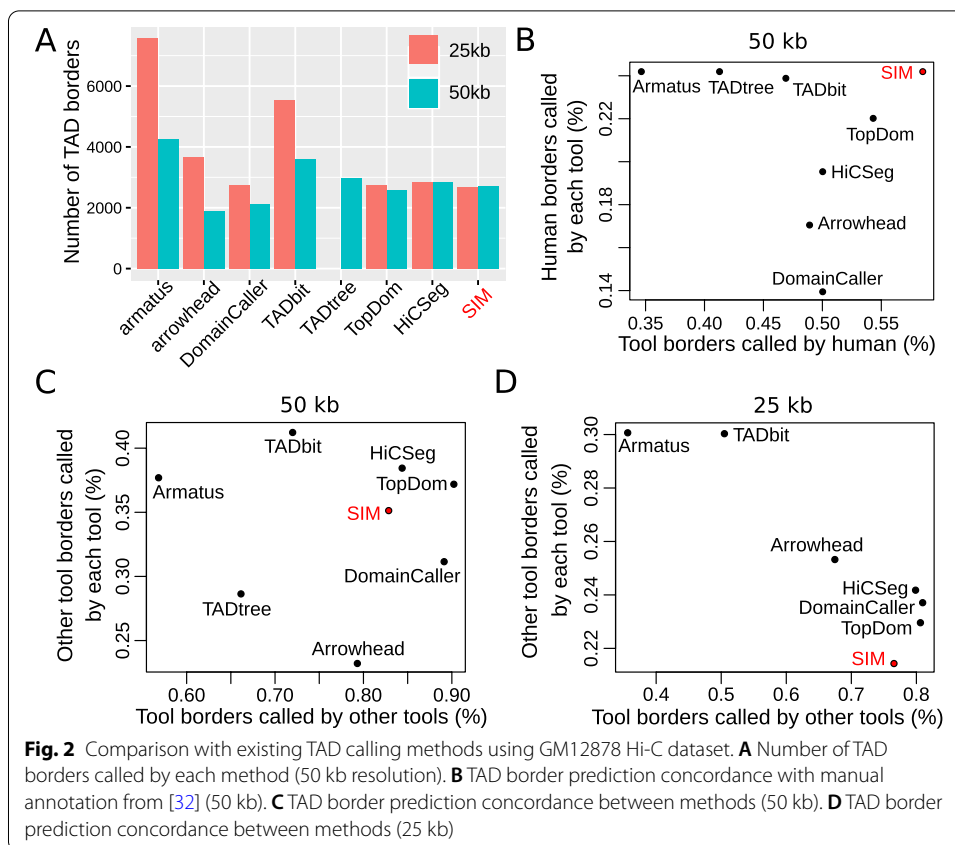 A
Number of TAD borders
6000
4000
2000
0
25kb
50kb
armatus
arrowhead
DomainCaller
TADbit
TADtree
TopDom
HiCSeg
SIM
B
50 kb
Human borders called
by each tool (%)
0.22
0.18
0.14
SIM
Armatus
TADtree
TADbit
TopDom
HiCSeg
Arrowhead
DomainCaller
0.35 0.40 0.45 0.50 0.55
Tool borders called by human (%)
C
50 kb
Other tool borders called
by each tool (%)
0.40
0.35
0.30
0.25
TADbit
HiCSeg
Armatus
TopDom
SIM
DomainCaller
TADtree
Arrowhead
0.60 0.70 0.80 0.90
Tool borders called by other tools (%)
D
25 kb
Other tool borders called
by each tool (%)
0.30
0.28
0.26
0.24
0.22
Armatus
TADbit
Arrowhead
HiCSeg
DomainCaller
TopDom
SIM
0.4 0.5 0.6 0.7 0.8
Tool borders called by other tools (%)
Fig. 2 Comparison with existing TAD calling methods using GM12878 Hi-C dataset. A Number of TAD
borders called by each method (50 kb resolution). B TAD border prediction concordance with manual
annotation from [32] (50 kb). C TAD border prediction concordance between methods (50 kb). D TAD border
prediction concordance between methods (25 kb)